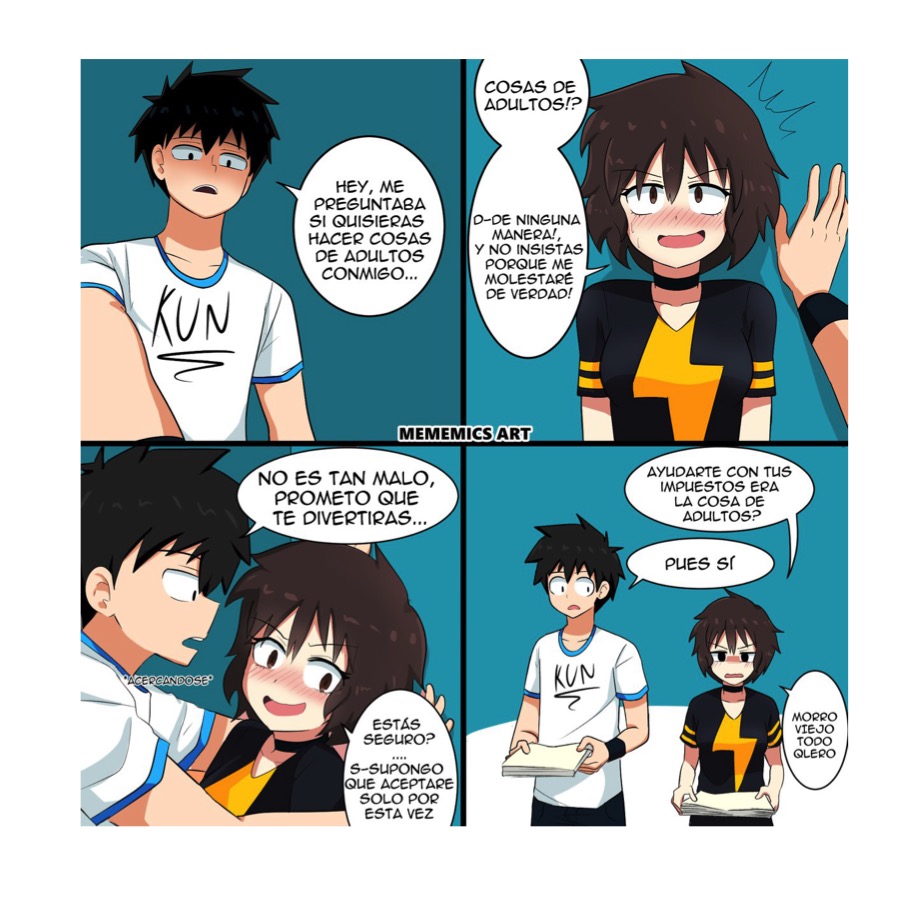 HEY, ME
PREGUNTABA
SI QUISIERAS
HACER COSAS
DE ADULTOS
CONMIGO...
KUN
COSAS DE
ADULTOS!?
D-DE NINGUNA
MANERA!,
Y NO INSISTAS
PORQUE ME
MOLESTARÉ
DE VERDAD!
MEMEMICS ART
NO ES TAN MALO,
PROMETO QUE
TE DIVERTIRAS...
*ACERCANDOSE*
ESTÁS
SEGURO?
....
S-SUPONGO
QUE ACEPTARE
SOLO POR
ESTA VEZ
AYUDARTE CON TUS
IMPUESTOS ERA
LA COSA DE
ADULTOS?
PUES SÍ
KUN
MORRO
VIEJO
TODO
QLERO